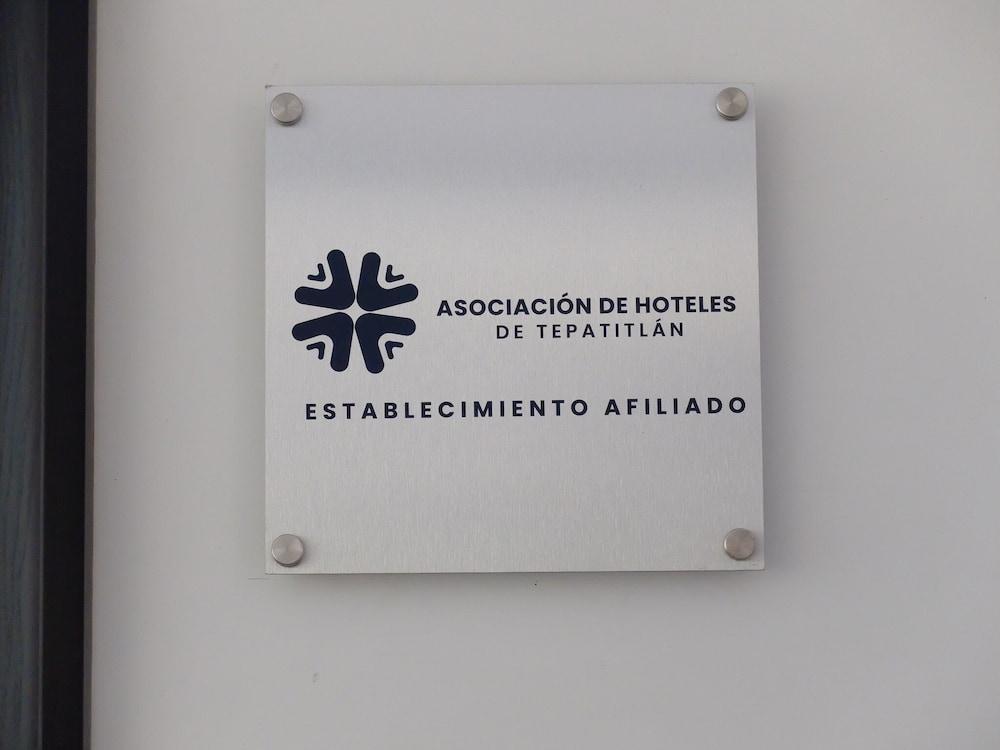 ASOCIACIÓN DE HOTELES
DE TEPATITLÁN
ESTABLECIMIENTO AFILIADO